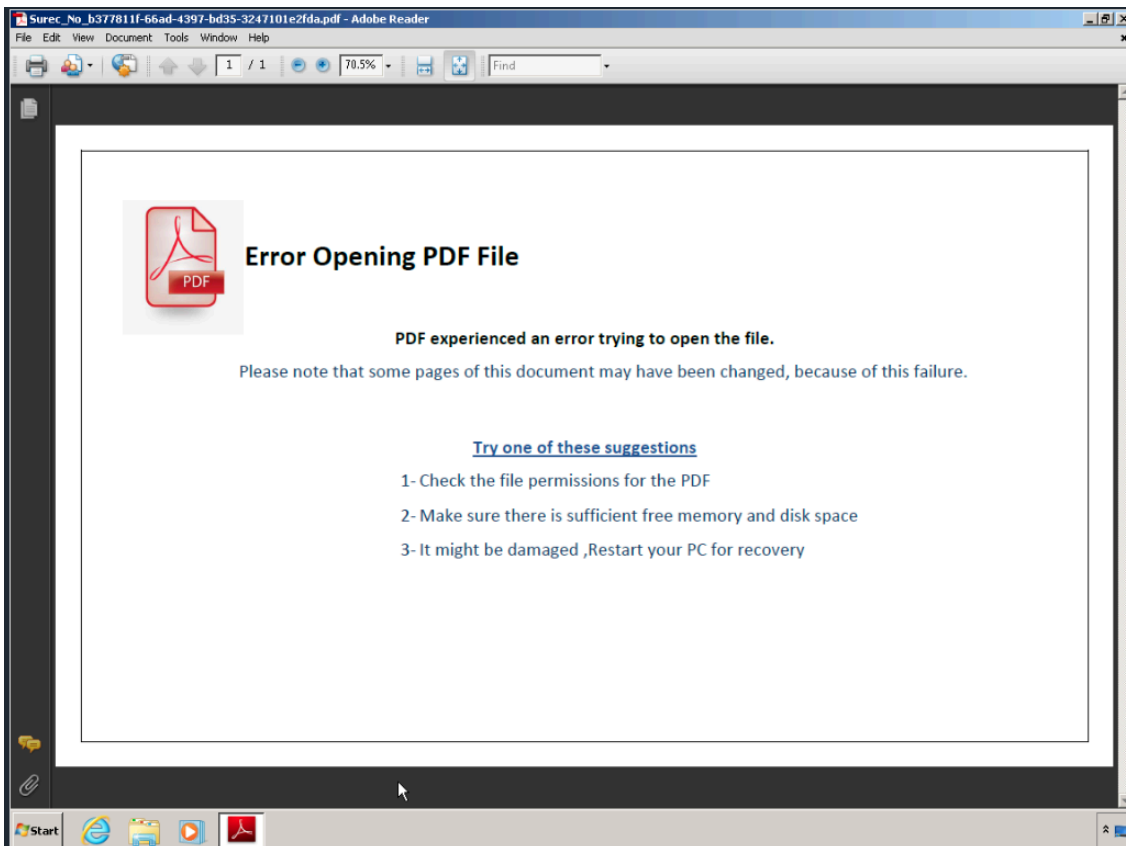 Surec_No_b377811f-66ad-4397-bd35-3247101e2fda.pdf - Adobe Reader
File Edit View Document Tools Window Help
1 / 1 70.5% Find
PDF
Error Opening PDF File
PDF experienced an error trying to open the file.
Please note that some pages of this document may have been changed, because of this failure.
Try one of these suggestions
1- Check the file permissions for the PDF
2- Make sure there is sufficient free memory and disk space
3- It might be damaged ,Restart your PC for recovery
Start